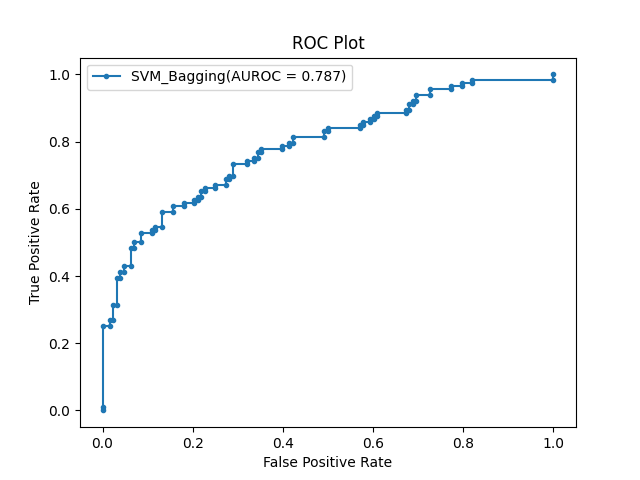 ROC Plot
SVM_Bagging(AUROC = 0.787)
1.0
0.8
0.6
0.4
0.2
0.0
True Positive Rate
0.0 0.2 0.4 0.6 0.8 1.0
False Positive Rate